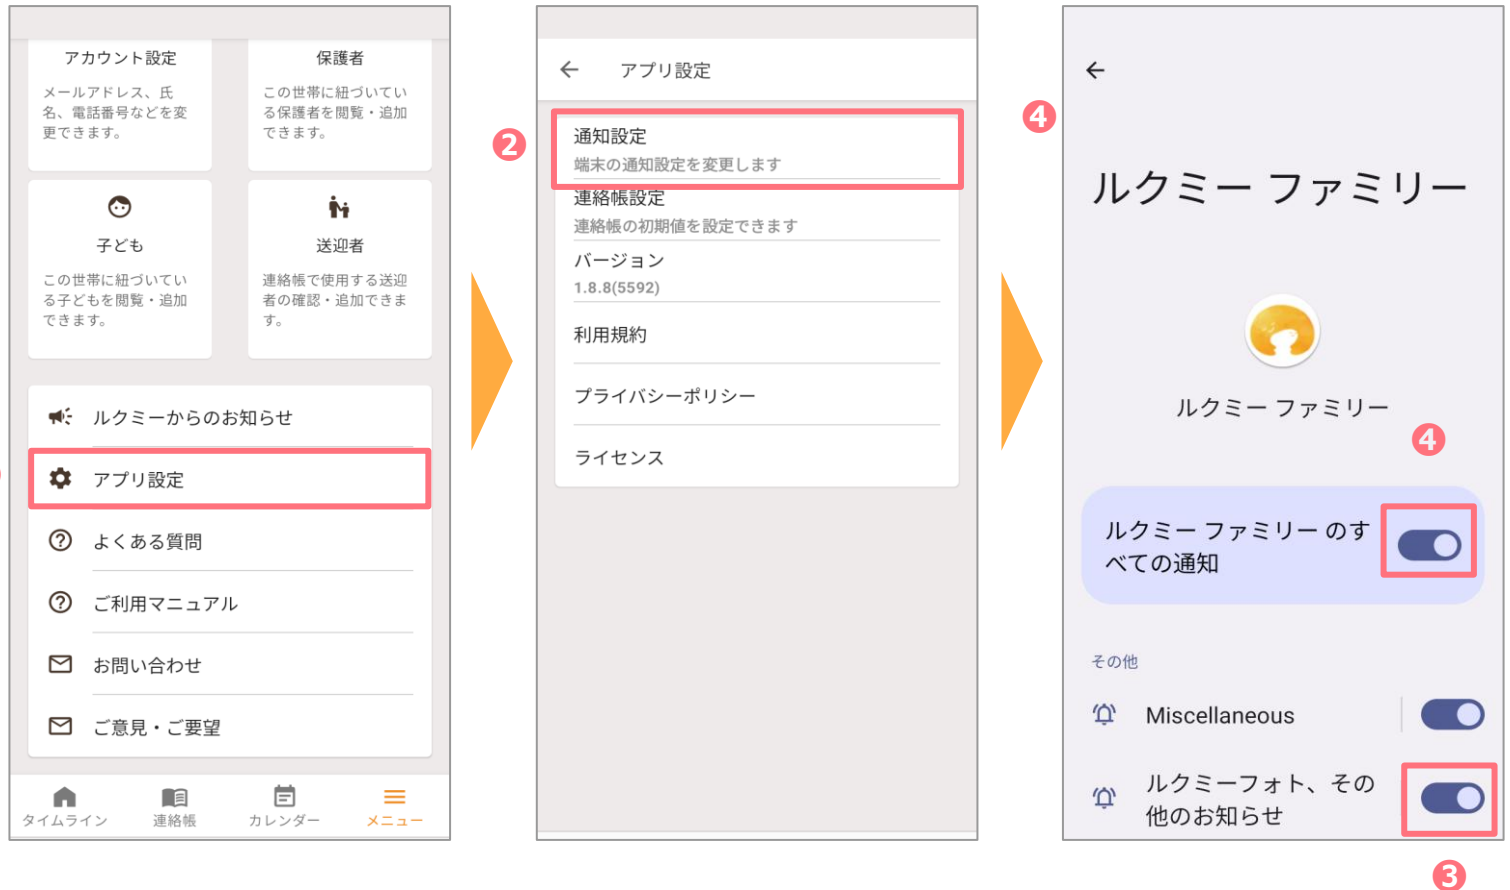 アカウント設定
メールアドレス、氏
名、電話番号などを変
更できます。
保護者
この世帯に紐づいてい
る保護者を閲覧・追加
できます。
子ども
この世帯に紐づいてい
る子どもを閲覧・追加
できます。
送迎者
連絡帳で使用する送迎
者の確認・追加できま
す。
ルクミーからのお知らせ
アプリ設定
よくある質問
ご利用マニュアル
お問い合わせ
ご意見・ご要望
タイムライン
連絡帳
カレンダー
メニュー
❷
アプリ設定
通知設定
端末の通知設定を変更します
連絡帳設定
連絡帳の初期値を設定できます
バージョン
1.8.8(5592)
利用規約
プライバシーポリシー
ライセンス
❹
ルクミー ファミリー
ルクミー ファミリー
❹
ルクミー ファミリー のす
べての通知
その他
Miscellaneous
ルクミーフォト、その
他のお知らせ
❸